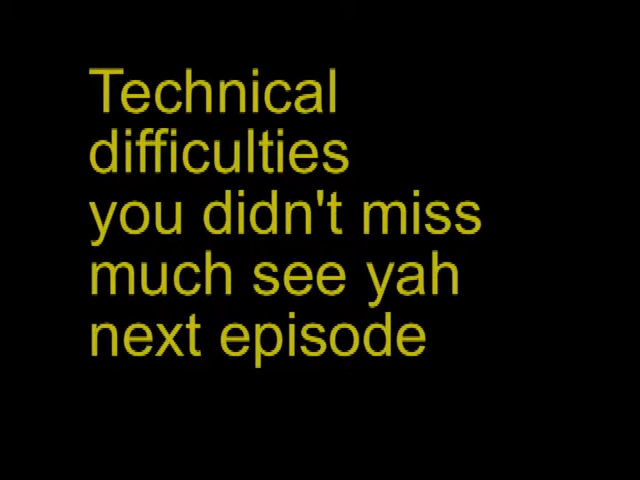 Technical
difficulties
you didn't miss
much see yah
next episode